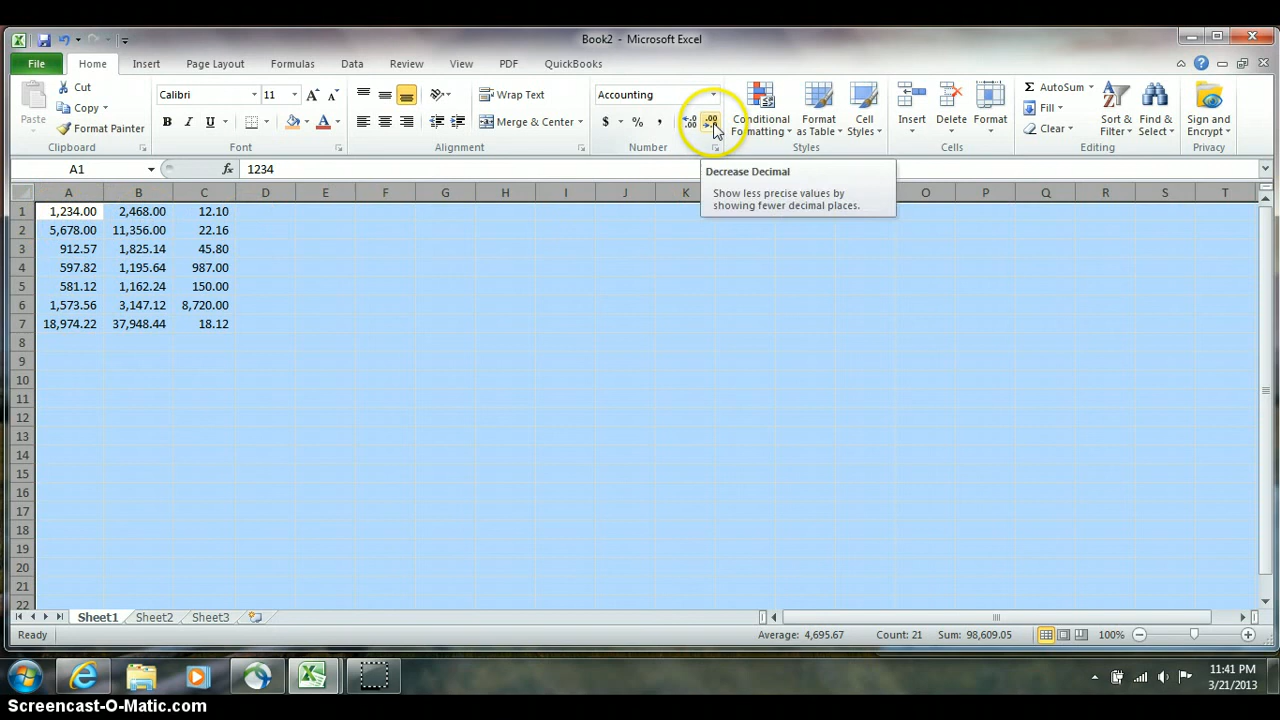 Book2 - Microsoft Excel
File Home Insert Page Layout Formulas Data Review View PDF QuickBooks
Paste
Cut
Copy
Format Painter
Clipboard
Calibri 11
B I U
Font
Wrap Text
Merge & Center
Alignment
Accounting
$ % ,
Number
Conditional Formatting
Format as Table
Cell Styles
Styles
Insert
Delete
Format
Cells
Σ AutoSum
Fill
Clear
Sort & Filter
Find & Select
Editing
Sign and Encrypt
Privacy
A1 fx 1234
Decrease Decimal
Show less precise values by
showing fewer decimal places.
A B C D E F G H I J K O P Q R S T
1 1,234.00 2,468.00 12.10
2 5,678.00 11,356.00 22.16
3 912.57 1,825.14 45.80
4 597.82 1,195.64 987.00
5 581.12 1,162.24 150.00
6 1,573.56 3,147.12 8,720.00
7 18,974.22 37,948.44 18.12
8
9
10
11
12
13
14
15
16
17
18
19
20
21
22
Sheet1 Sheet2 Sheet3
Ready Average: 4,695.67 Count: 21 Sum: 98,609.05 100%
11:41 PM
3/21/2013
Screencast-O-Matic.com